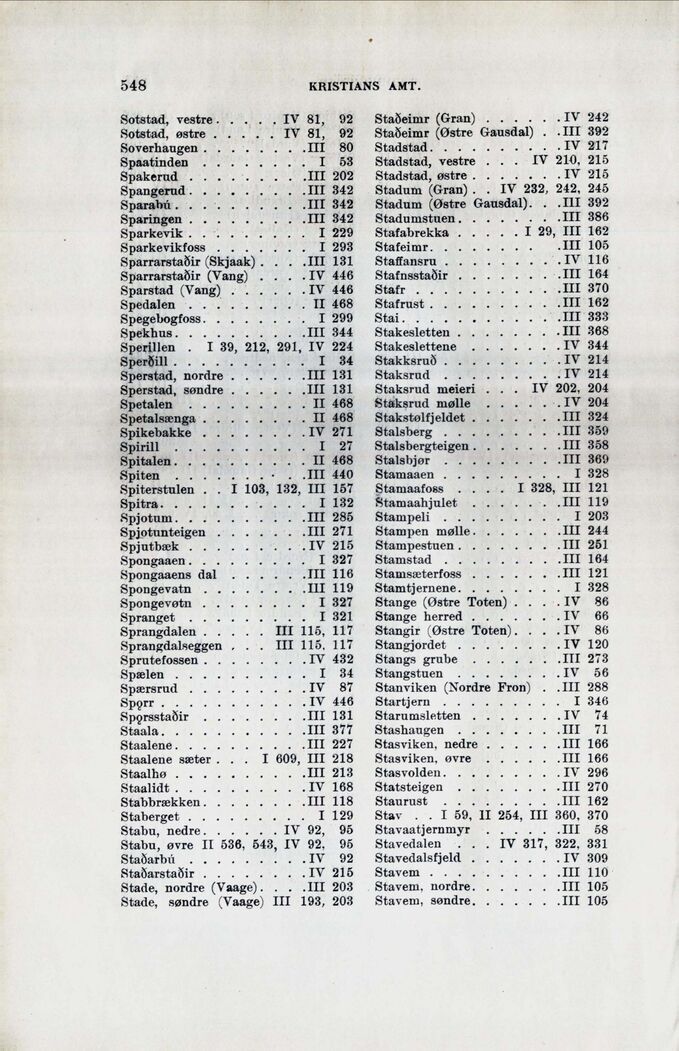 548
KRISTIANS AMT.
Sotstad, vestre. . . . . IV 81, 92
Sotstad, østre . . . . . IV 81, 92
Soverhaugen . . . . . . . III 80
Spaatinden . . . . . . . . I 53
Spakerud . . . . . . . . III 202
Spangerud . . . . . . . . III 342
Sparabú . . . . . . . . . III 342
Sparingen . . . . . . . . III 342
Sparkevik . . . . . . . . . I 229
Sparkevikfoss . . . . . . . I 293
Sparrarstaðir (Skjaak) . . . .III 131
Sparrarstaðir (Vang) . . . . .IV 446
Sparstad (Vang) . . . . . . IV 446
Spedalen . . . . . . . . II 468
Spegebogfoss. . . . . . . . I 299
Spekhus . . . . . . . . . III 344
Sperillen . I 39, 212, 291, IV 224
Sperðill . . . . . . . . . I 34
Sperstad, nordre . . . . . .III 131
Sperstad, søndre . . . . . .III 131
Spetalen . . . . . . . . II 468
Spetalsænga . . . . . . . II 468
Spikebakke . . . . . . . .IV 271
Spirill . . . . . . . . . . I 27
Spitalen. . . . . . . . . II 468
Spiten . . . . . . . . . III 440
Spiterstulen . I 103, 132, III 157
Spitra. . . . . . . . . . . I 132
Spjotum. . . . . . . . . .III 285
Spjotunteigen . . . . . . .III 271
Spjutbæk . . . . . . . . .IV 215
Spongaaen. . . . . . . . . I 327
Spongaaens dal . . . . . .III 116
Spongevatn . . . . . . . .III 119
Spongevøtn . . . . . . . . I 327
Spranget . . . . . . . . . I 321
Sprangdalen . . . . . III 115, 117
Sprangdalseggen . . . III 115, 117
Sprutefossen . . . . . . . .IV 432
Spælen . . . . . . . . . . I 34
Spærsrud . . . . . . . . .IV 87
Spǫrr . . . . . . . . . . .IV 446
Spǫrsstaðir . . . . . . . .III 131
Staala. . . . . . . . . . .III 377
Staalene. . . . . . . . . .III 227
Staalene sæter . . . I 609, III 218
Staalhø . . . . . . . . . .III 213
Staalidt . . . . . . . . . .IV 168
Stabbrækken. . . . . . . .III 118
Staberget . . . . . . . . . I 129
Stabu, nedre. . . . . . IV 92, 95
Stabu, øvre II 536, 543, IV 92, 95
Staðarbú . . . . . . . . .IV 92
Staðarstaðir . . . . . . . .IV 215
Stade, nordre (Vaage). . . .III 203
Stade, søndre (Vaage) III 193, 203
Staðeimr (Gran) . . . . . .IV 242
Staðeimr (Østre Gausdal) . .III 392
Stadstad. . . . . . . . . .IV 217
Stadstad, vestre . . . IV 210, 215
Stadstad, østre . . . . . . .IV 215
Stadum (Gran) . . IV 232, 242, 245
Stadum (Østre Gausdal). . .III 392
Stadumstuen. . . . . . . .III 386
Stafabrekka . . . . . I 29, III 162
Stafeimr. . . . . . . . . .III 105
Staffansru . . . . . . . . .IV 116
Stafnsstaðir . . . . . . . .III 164
Stafr . . . . . . . . . . .III 370
Stafrust . . . . . . . . . .III 162
Stai. . . . . . . . . . . .III 333
Stakesletten . . . . . . . .III 368
Stakeslettene . . . . . . . .IV 344
Stakksruð . . . . . . . . .IV 214
Staksrud . . . . . . . . .IV 214
Staksrud meieri . . . IV 202, 204
Staksrud mølle . . . . . . .IV 204
Stakstølfjeldet . . . . . . .III 324
Stalsberg . . . . . . . . .III 359
Stalsbergteigen. . . . . . .III 358
Stalsbjør . . . . . . . . .III 369
Stamaaen . . . . . . . . . I 328
Stamaafoss . . . . I 328, III 121
Stamaahjulet . . . . . . .III 119
Stampeli . . . . . . . . . I 203
Stampen mølle. . . . . . .III 244
Stampestuen. . . . . . . .III 251
Stamstad . . . . . . . . .III 164
Stamsæterfoss . . . . . . .III 121
Stamtjernene. . . . . . . . I 328
Stange (Østre Toten) . . . .IV 86
Stange herred . . . . . . .IV 66
Stangir (Østre Toten). . . .IV 86
Stangjordet . . . . . . . .IV 120
Stangs grube . . . . . . .III 273
Stangstuen . . . . . . . .IV 56
Stanviken (Nordre Fron) . .III 288
Startjern . . . . . . . . . I 346
Starumsletten . . . . . . .IV 74
Stashaugen . . . . . . . .III 71
Stasviken, nedre . . . . . .III 166
Stasviken, øvre . . . . . .III 166
Stasvolden. . . . . . . . .IV 296
Statsteigen . . . . . . . .III 270
Staurust . . . . . . . . .III 162
Stav . . I 59, II 254, III 360, 370
Stavaatjernmyr . . . . . .III 58
Stavedalen . . . IV 317, 322, 331
Stavedalsfjeld . . . . . . .IV 309
Stavem . . . . . . . . . .III 110
Stavem, nordre. . . . . . .III 105
Stavem, søndre. . . . . . .III 105